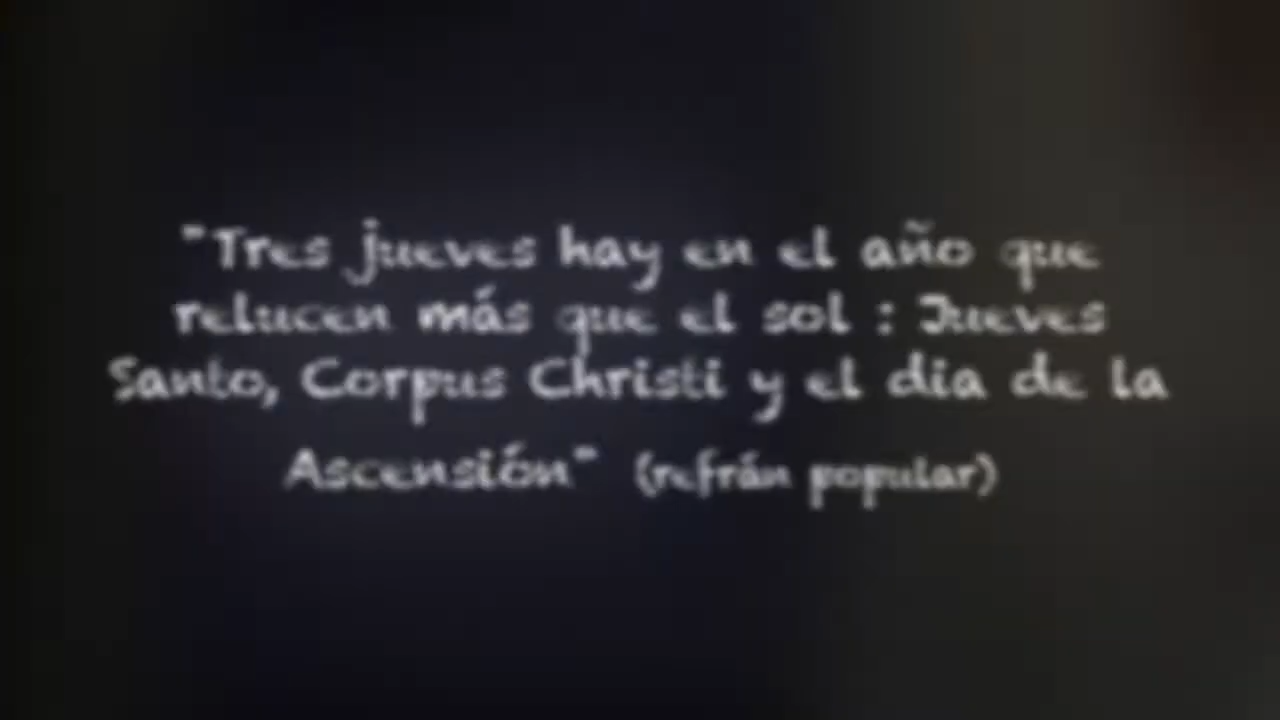 "Tres jueves hay en el año que
relucen más que el sol : Jueves
Santo, Corpus Christi y el dia de la
Ascensión" (refrán popular)